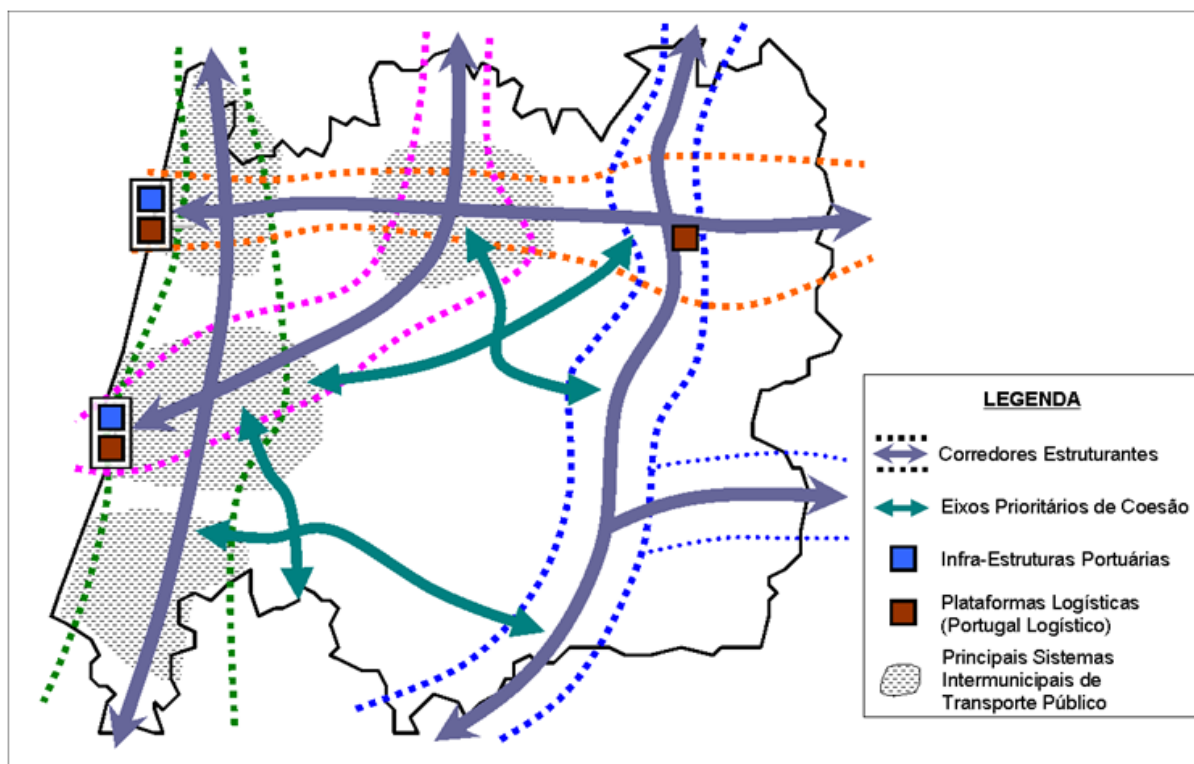 LEGENDA
Corredores Estruturantes
Eixos Prioritários de Coesão
Infra-Estruturas Portuárias
Plataformas Logísticas
(Portugal Logístico)
Principais Sistemas
Intermunicipais de
Transporte Público